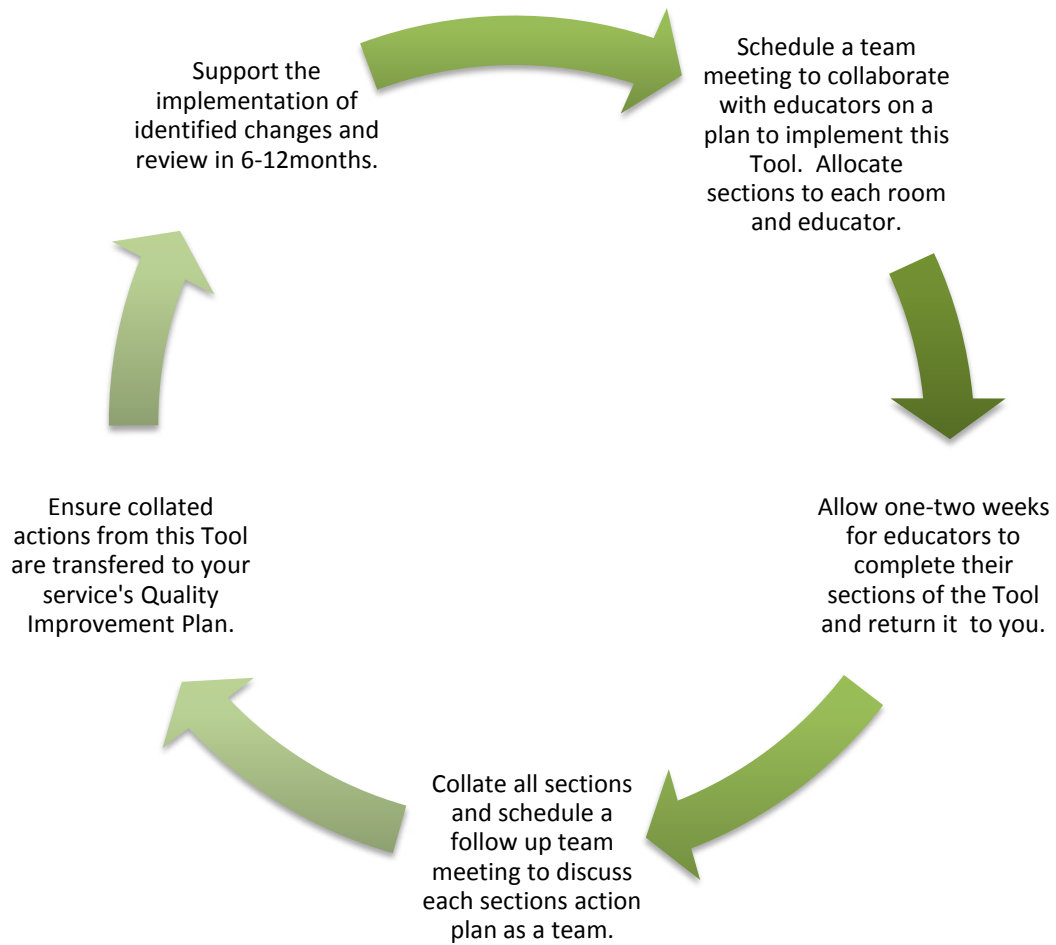 Schedule a team
meeting to collaborate
with educators on a
plan to implement this
Tool.  Allocate
sections to each room
and educator.
Allow one-two weeks
for educators to
complete their
sections of the Tool
and return it  to you.
Collate all sections
and schedule a
follow up team
meeting to discuss
each sections action
plan as a team.
Ensure collated
actions from this Tool
are transfered to your
service's Quality
Improvement Plan.
Support the
implementation of
identified changes and
review in 6-12months.